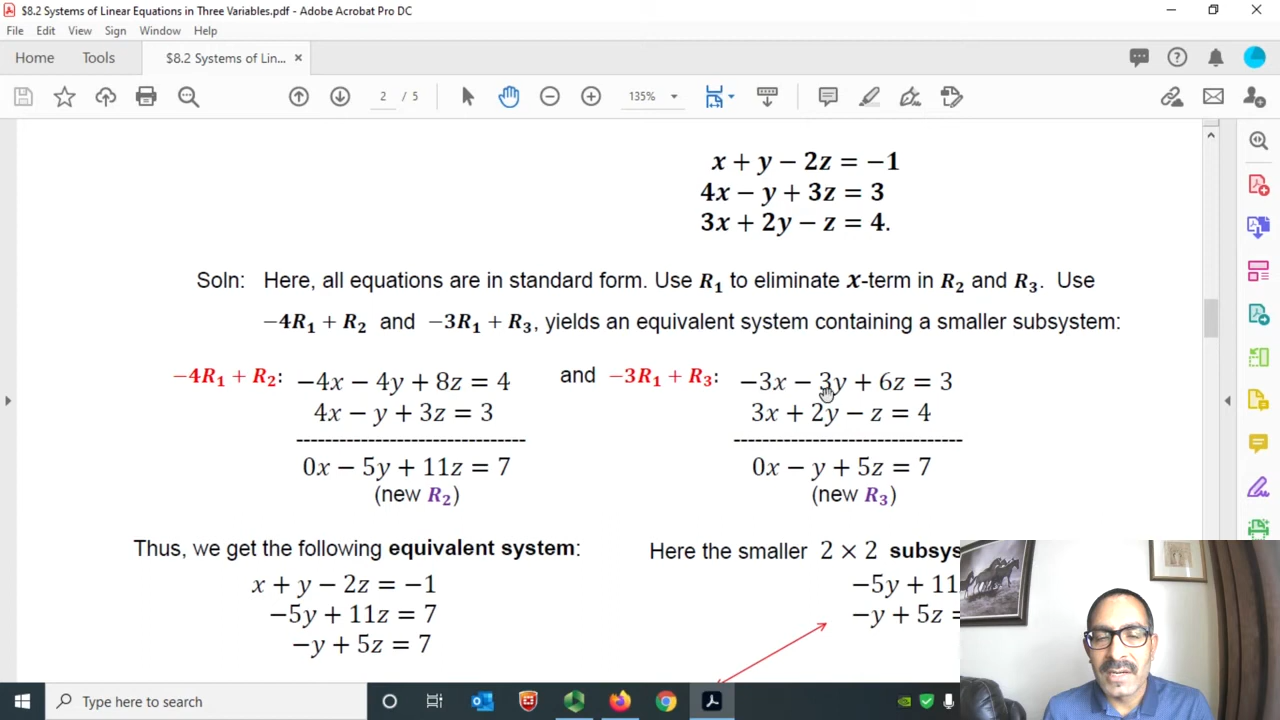 $8.2 Systems of Linear Equations in Three Variables.pdf - Adobe Acrobat Pro DC
File Edit View Sign Window Help
Home Tools $8.2 Systems of Lin... ×
2 / 5 135%
x + y − 2z = −1
4x − y + 3z = 3
3x + 2y − z = 4.
Soln: Here, all equations are in standard form. Use R₁ to eliminate x-term in R₂ and R₃. Use
−4R₁ + R₂ and −3R₁ + R₃, yields an equivalent system containing a smaller subsystem:
−4R₁ + R₂: −4x − 4y + 8z = 4 and −3R₁ + R₃: −3x − 3y + 6z = 3
4x − y + 3z = 3 3x + 2y − z = 4
------------------------------- -------------------------------
0x − 5y + 11z = 7 0x − y + 5z = 7
(new R₂) (new R₃)
Thus, we get the following equivalent system: Here the smaller 2 × 2 subsys
x + y − 2z = −1 −5y + 11
−5y + 11z = 7 −y + 5z =
−y + 5z = 7
Type here to search